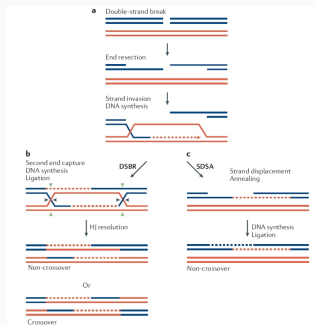 a
Double-strand break
End resection
Strand invasion
DNA synthesis
b
Second end capture
DNA synthesis
Ligation
DSBR
SDSA
c
Strand displacement
Annealing
HJ resolution
DNA synthesis
Ligation
Non-crossover
Non-crossover
Or
Crossover